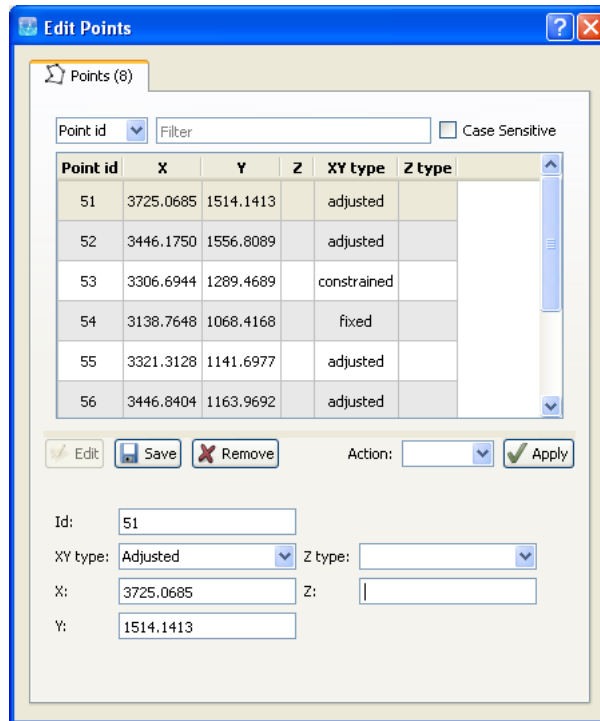 Edit Points
Points (8)
Point id Filter Case Sensitive
Point id X Y Z XY type Z type
51 3725.0685 1514.1413 adjusted
52 3446.1750 1556.8089 adjusted
53 3306.6944 1289.4689 constrained
54 3138.7648 1068.4168 fixed
55 3321.3128 1141.6977 adjusted
56 3446.8404 1163.9692 adjusted
Edit Save Remove Action: Apply
Id: 51
XY type: Adjusted Z type:
X: 3725.0685 Z:
Y: 1514.1413